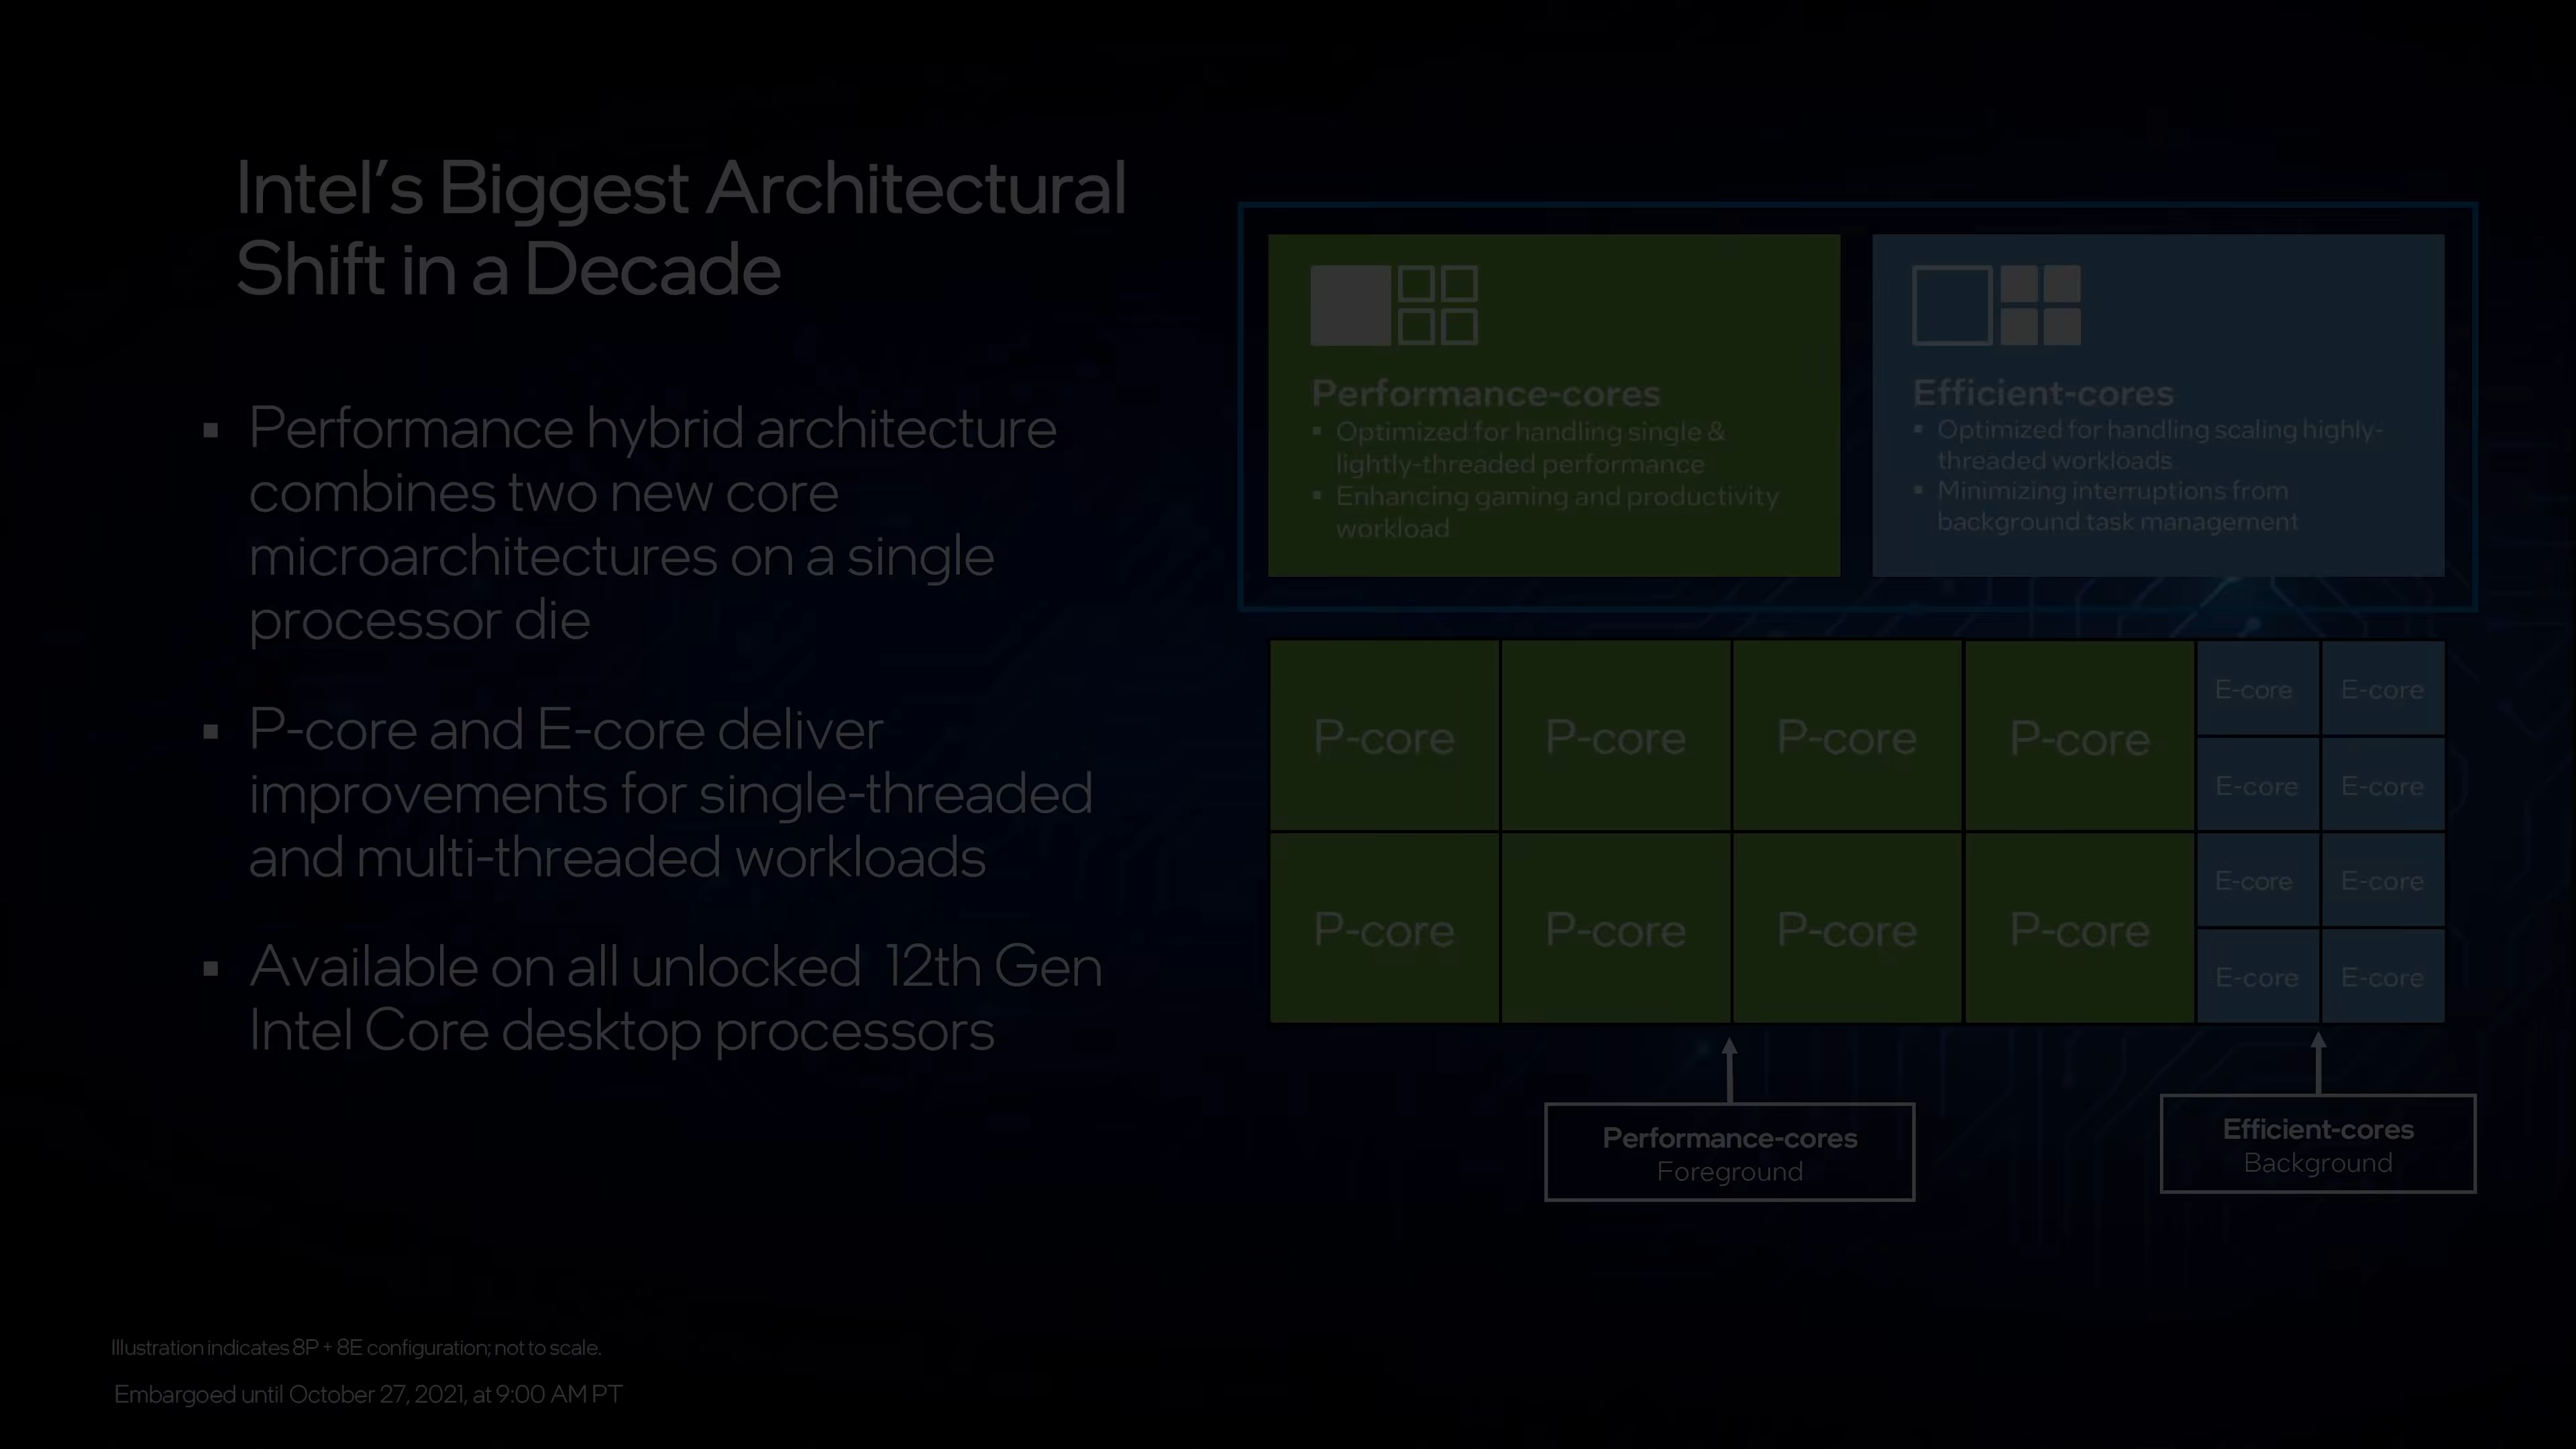 Intel's Biggest Architectural
Shift in a Decade
▪ Performance hybrid architecture
combines two new core
microarchitectures on a single
processor die
▪ P-core and E-core deliver
improvements for single-threaded
and multi-threaded workloads
▪ Available on all unlocked 12th Gen
Intel Core desktop processors
Performance-cores
▪ Optimized for handling single &
lightly-threaded performance
▪ Enhancing gaming and productivity
workload
Efficient-cores
▪ Optimized for handling scaling highly-
threaded workloads
▪ Minimizing interruptions from
background task management
P-core P-core P-core P-core
E-core E-core
E-core E-core
P-core P-core P-core P-core
E-core E-core
E-core E-core
Performance-cores
Foreground
Efficient-cores
Background
Illustration indicates 8P + 8E configuration; not to scale.
Embargoed until October 27, 2021, at 9:00 AM PT